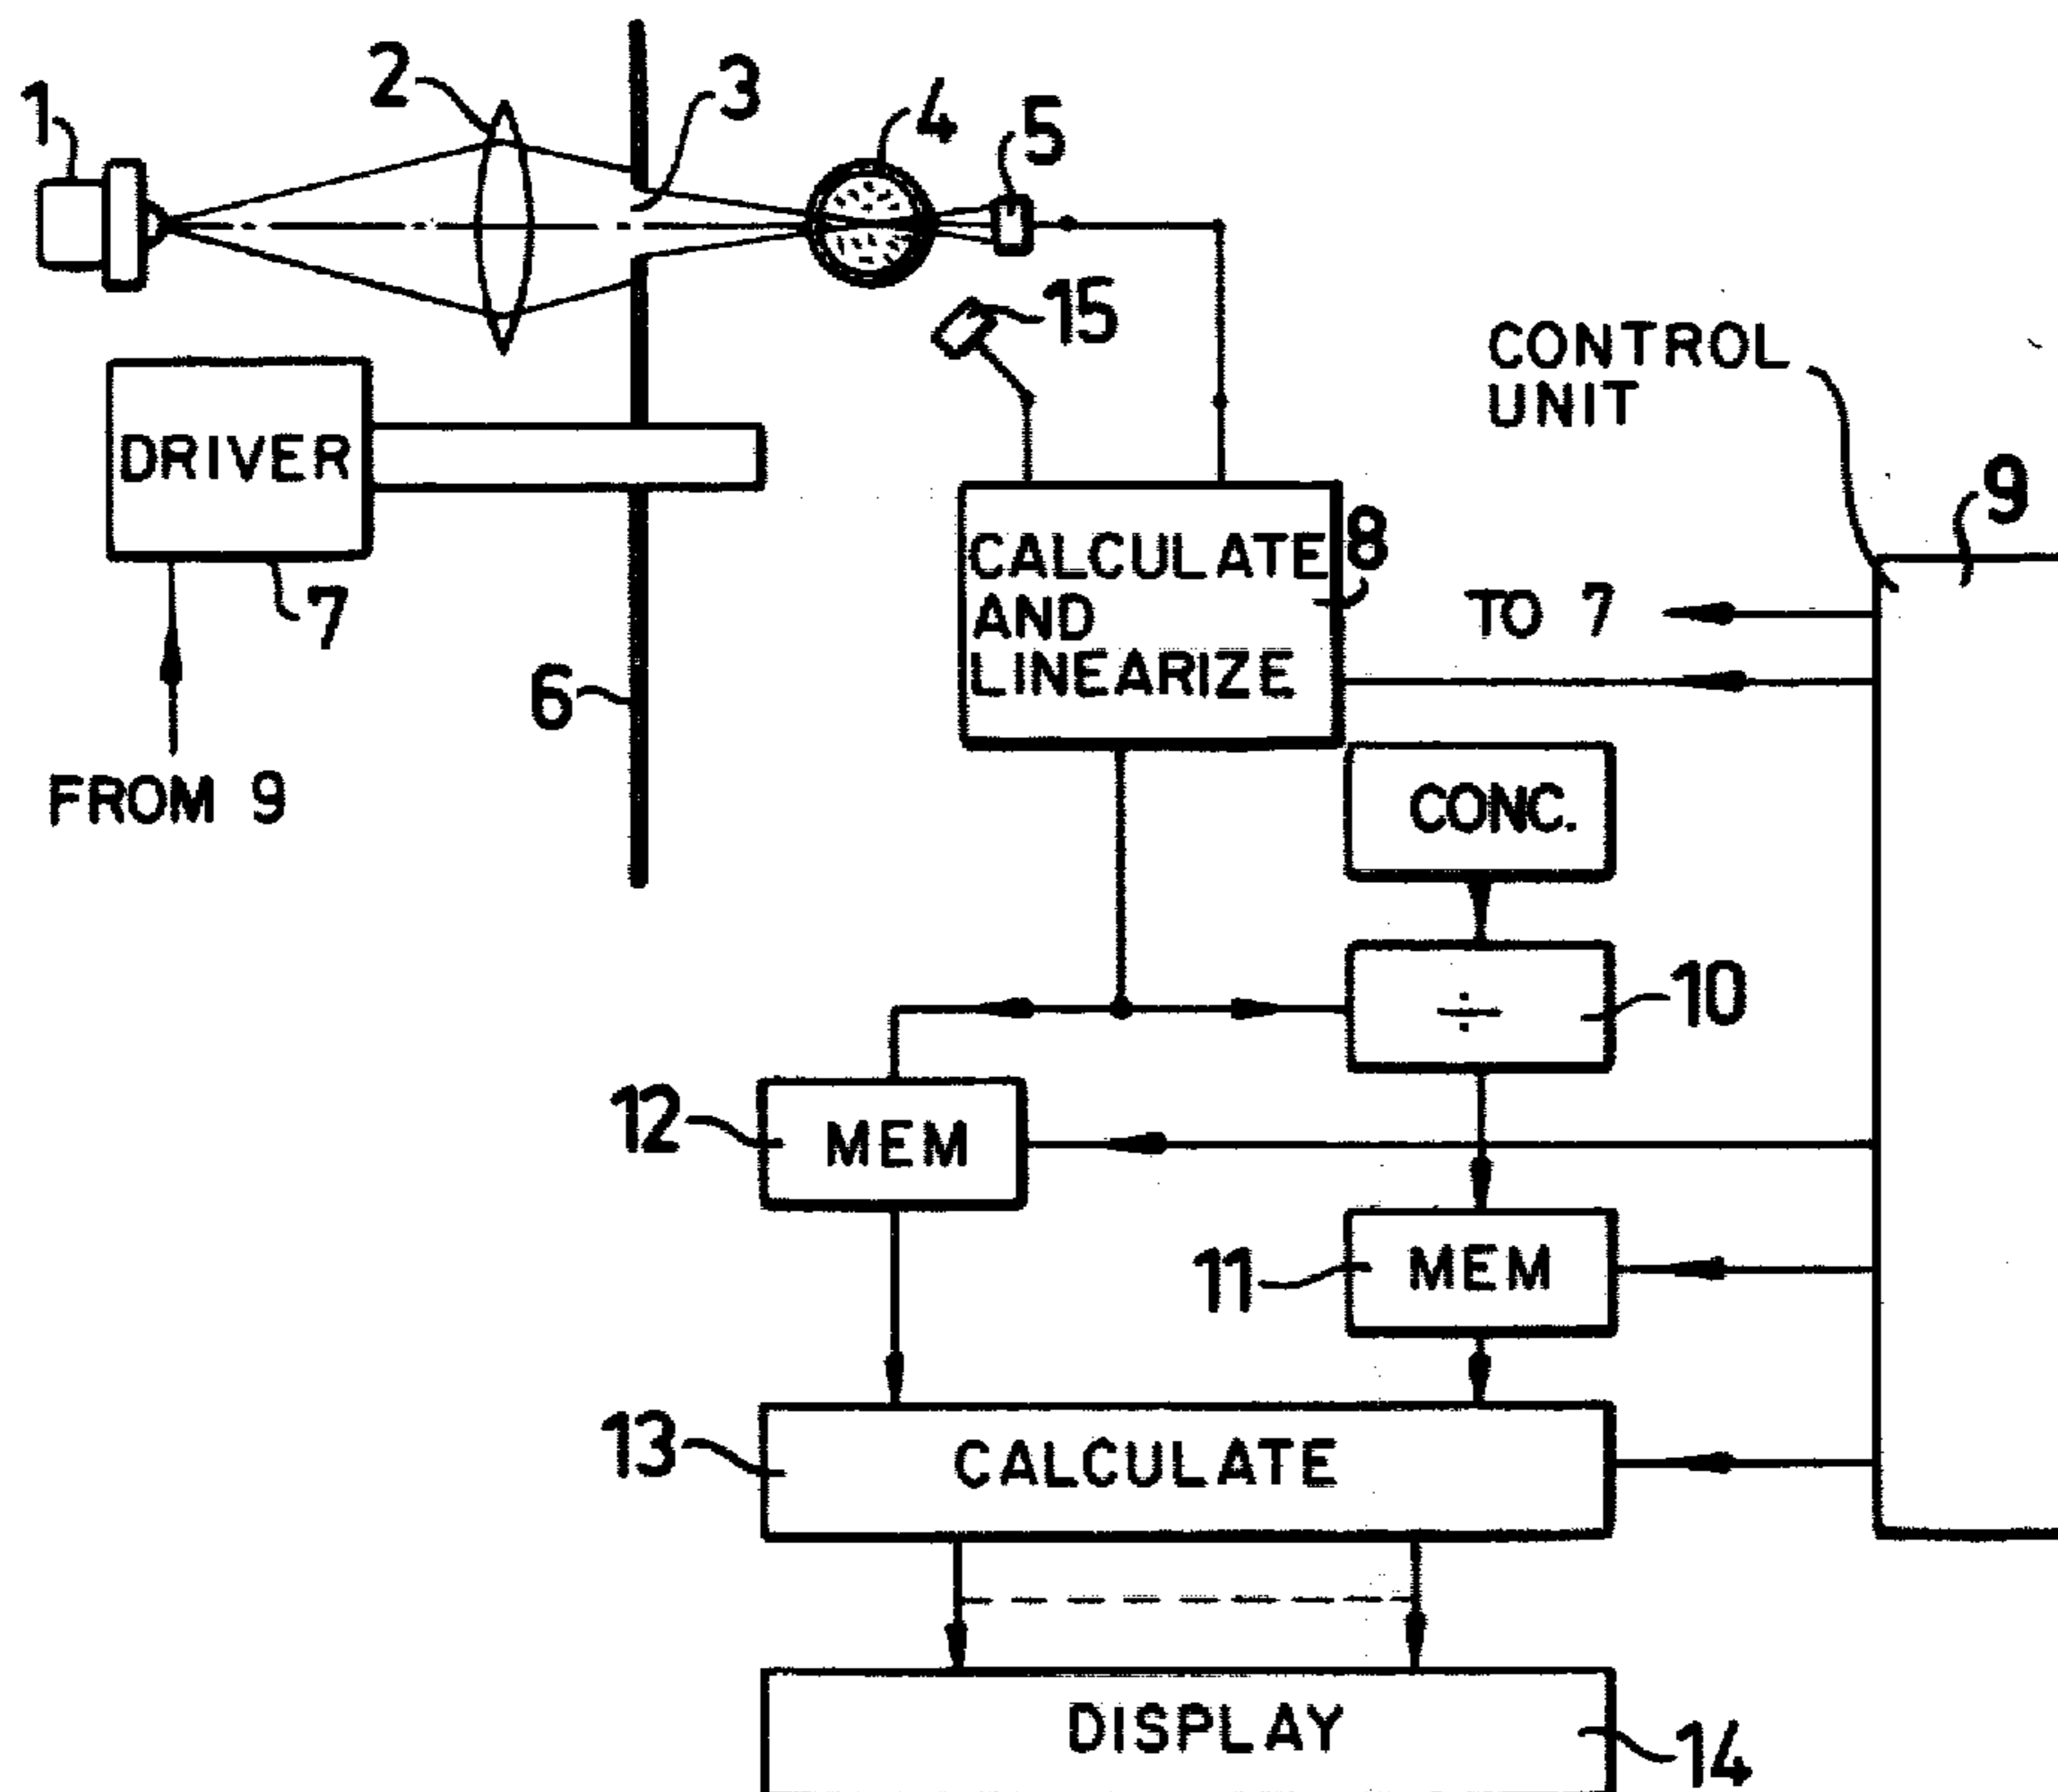 1
2
3
4
5
15
CONTROL
UNIT
DRIVER
9
8
CALCULATE
AND
LINEARIZE
TO 7
7
6
FROM 9
CONC.
÷
10
12
MEM
11
MEM
13
CALCULATE
DISPLAY
14